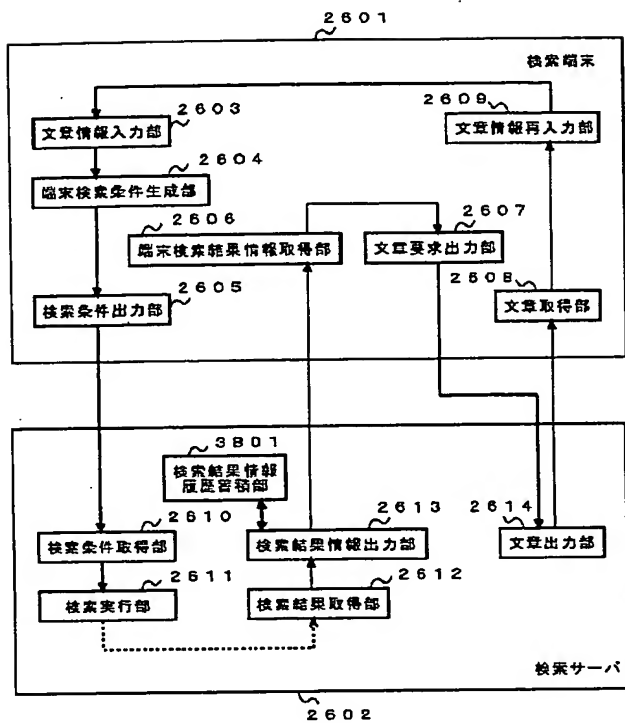 2601
検索端末
2603
文章情報入力部
2609
文章情報再入力部
2604
端末検索条件生成部
2606
端末検索結果情報取得部
2607
文章要求出力部
2605
検索条件出力部
2608
文章取得部
3801
検索結果情報
履歴蓄積部
2610
検索条件取得部
2613
検索結果情報出力部
2614
文章出力部
2611
検索実行部
2612
検索結果取得部
検索サーバ
2602